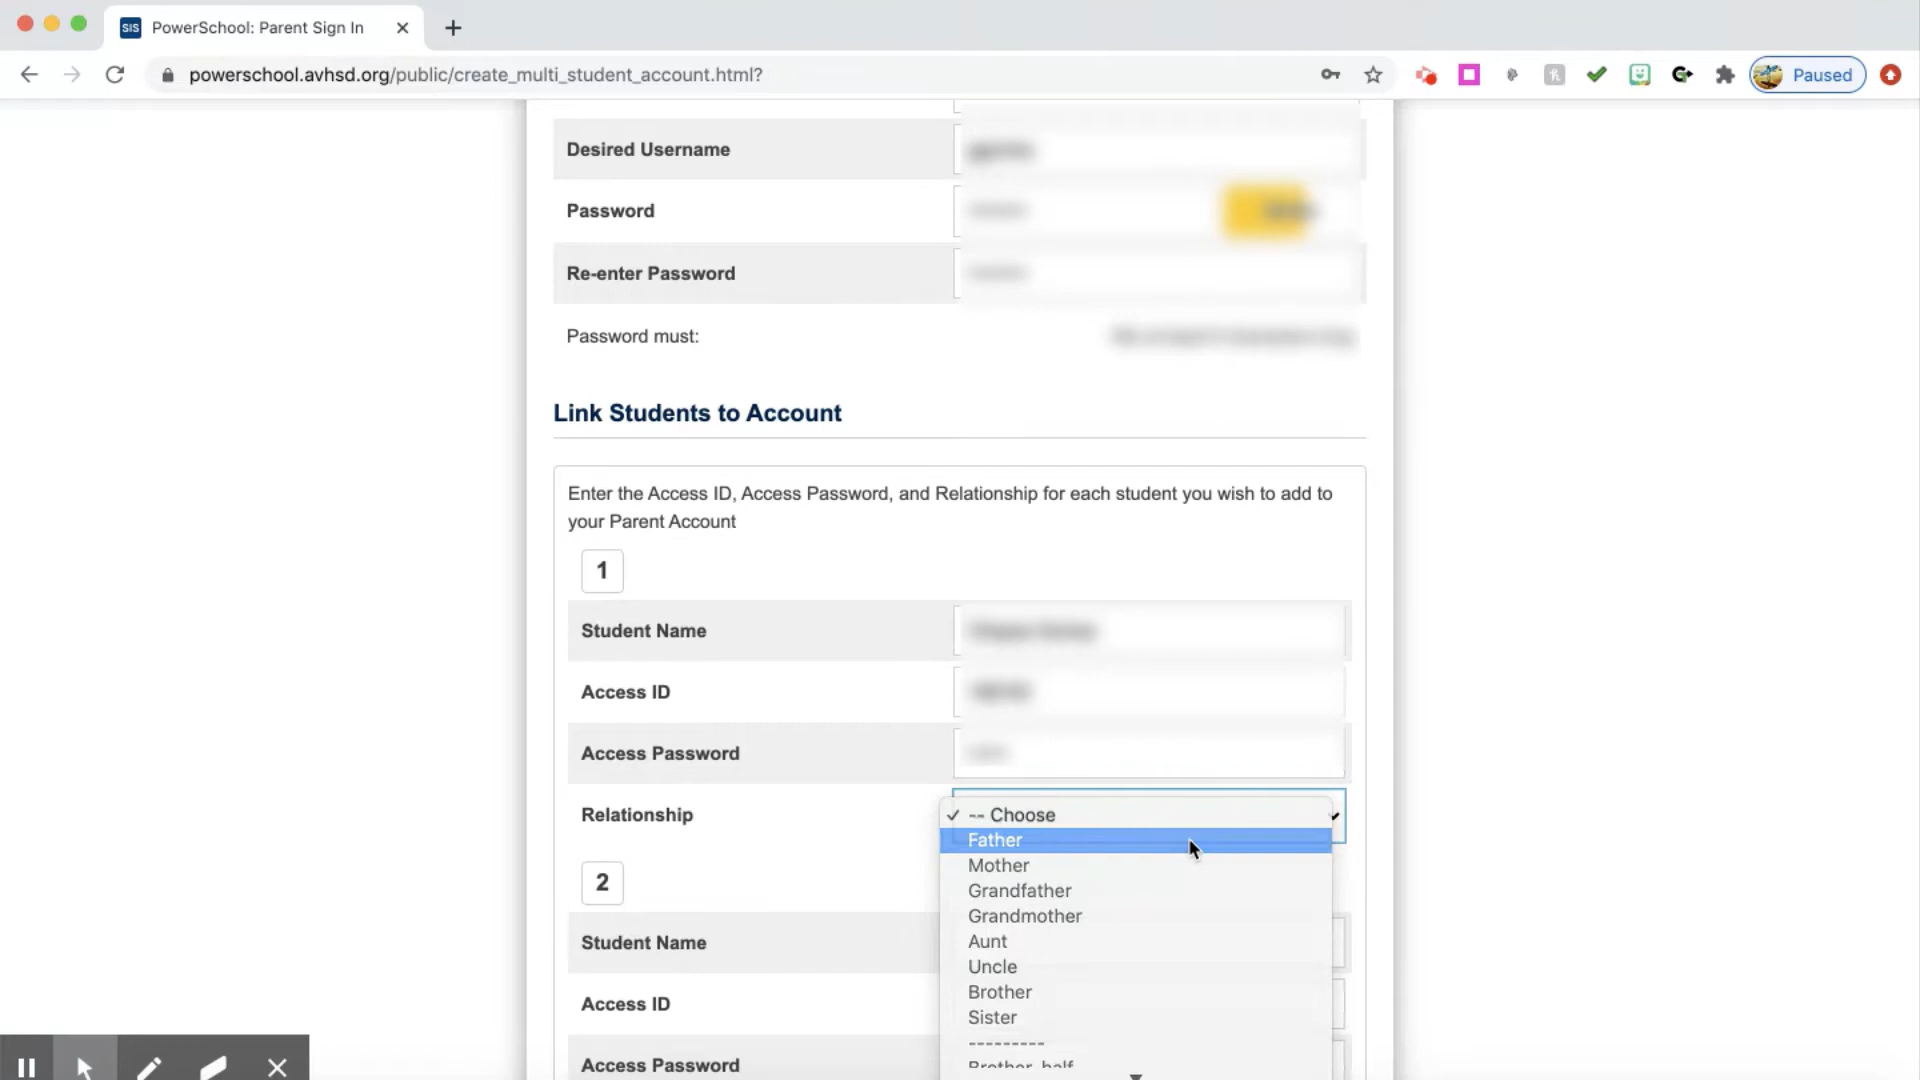 SIS PowerSchool: Parent Sign In
powerschool.avhsd.org/public/create_multi_student_account.html?
Paused
Desired Username
Password
Re-enter Password
Password must:
Link Students to Account
Enter the Access ID, Access Password, and Relationship for each student you wish to add to
your Parent Account
1
Student Name
Access ID
Access Password
Relationship
-- Choose
Father
Mother
Grandfather
Grandmother
Aunt
Uncle
Brother
Sister
---------
Brother, half
2
Student Name
Access ID
Access Password